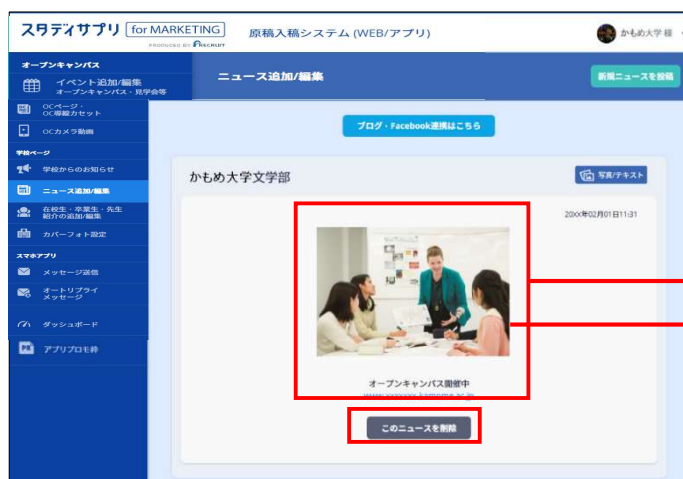 スタディサプリ for MARKETING
PRODUCED BY RECRUIT
原稿入稿システム (WEB/アプリ)
かもめ大学 様
オープンキャンパス
イベント追加/編集
オープンキャンパス・見学会等
OCページ・
OC導線カセット
OCカメラ動画
学校ページ
学校からのお知らせ
ニュース追加/編集
在校生・卒業生・先生
紹介の追加/編集
カバーフォト設定
スマホアプリ
メッセージ送信
オートリプライ
メッセージ
ダッシュボード
PR アプリプロモ枠
ニュース追加/編集
新規ニュースを投稿
ブログ・Facebook連携はこちら
かもめ大学文学部
写真/テキスト
20xx年02月01日11:31
オープンキャンパス開催中
このニュースを削除